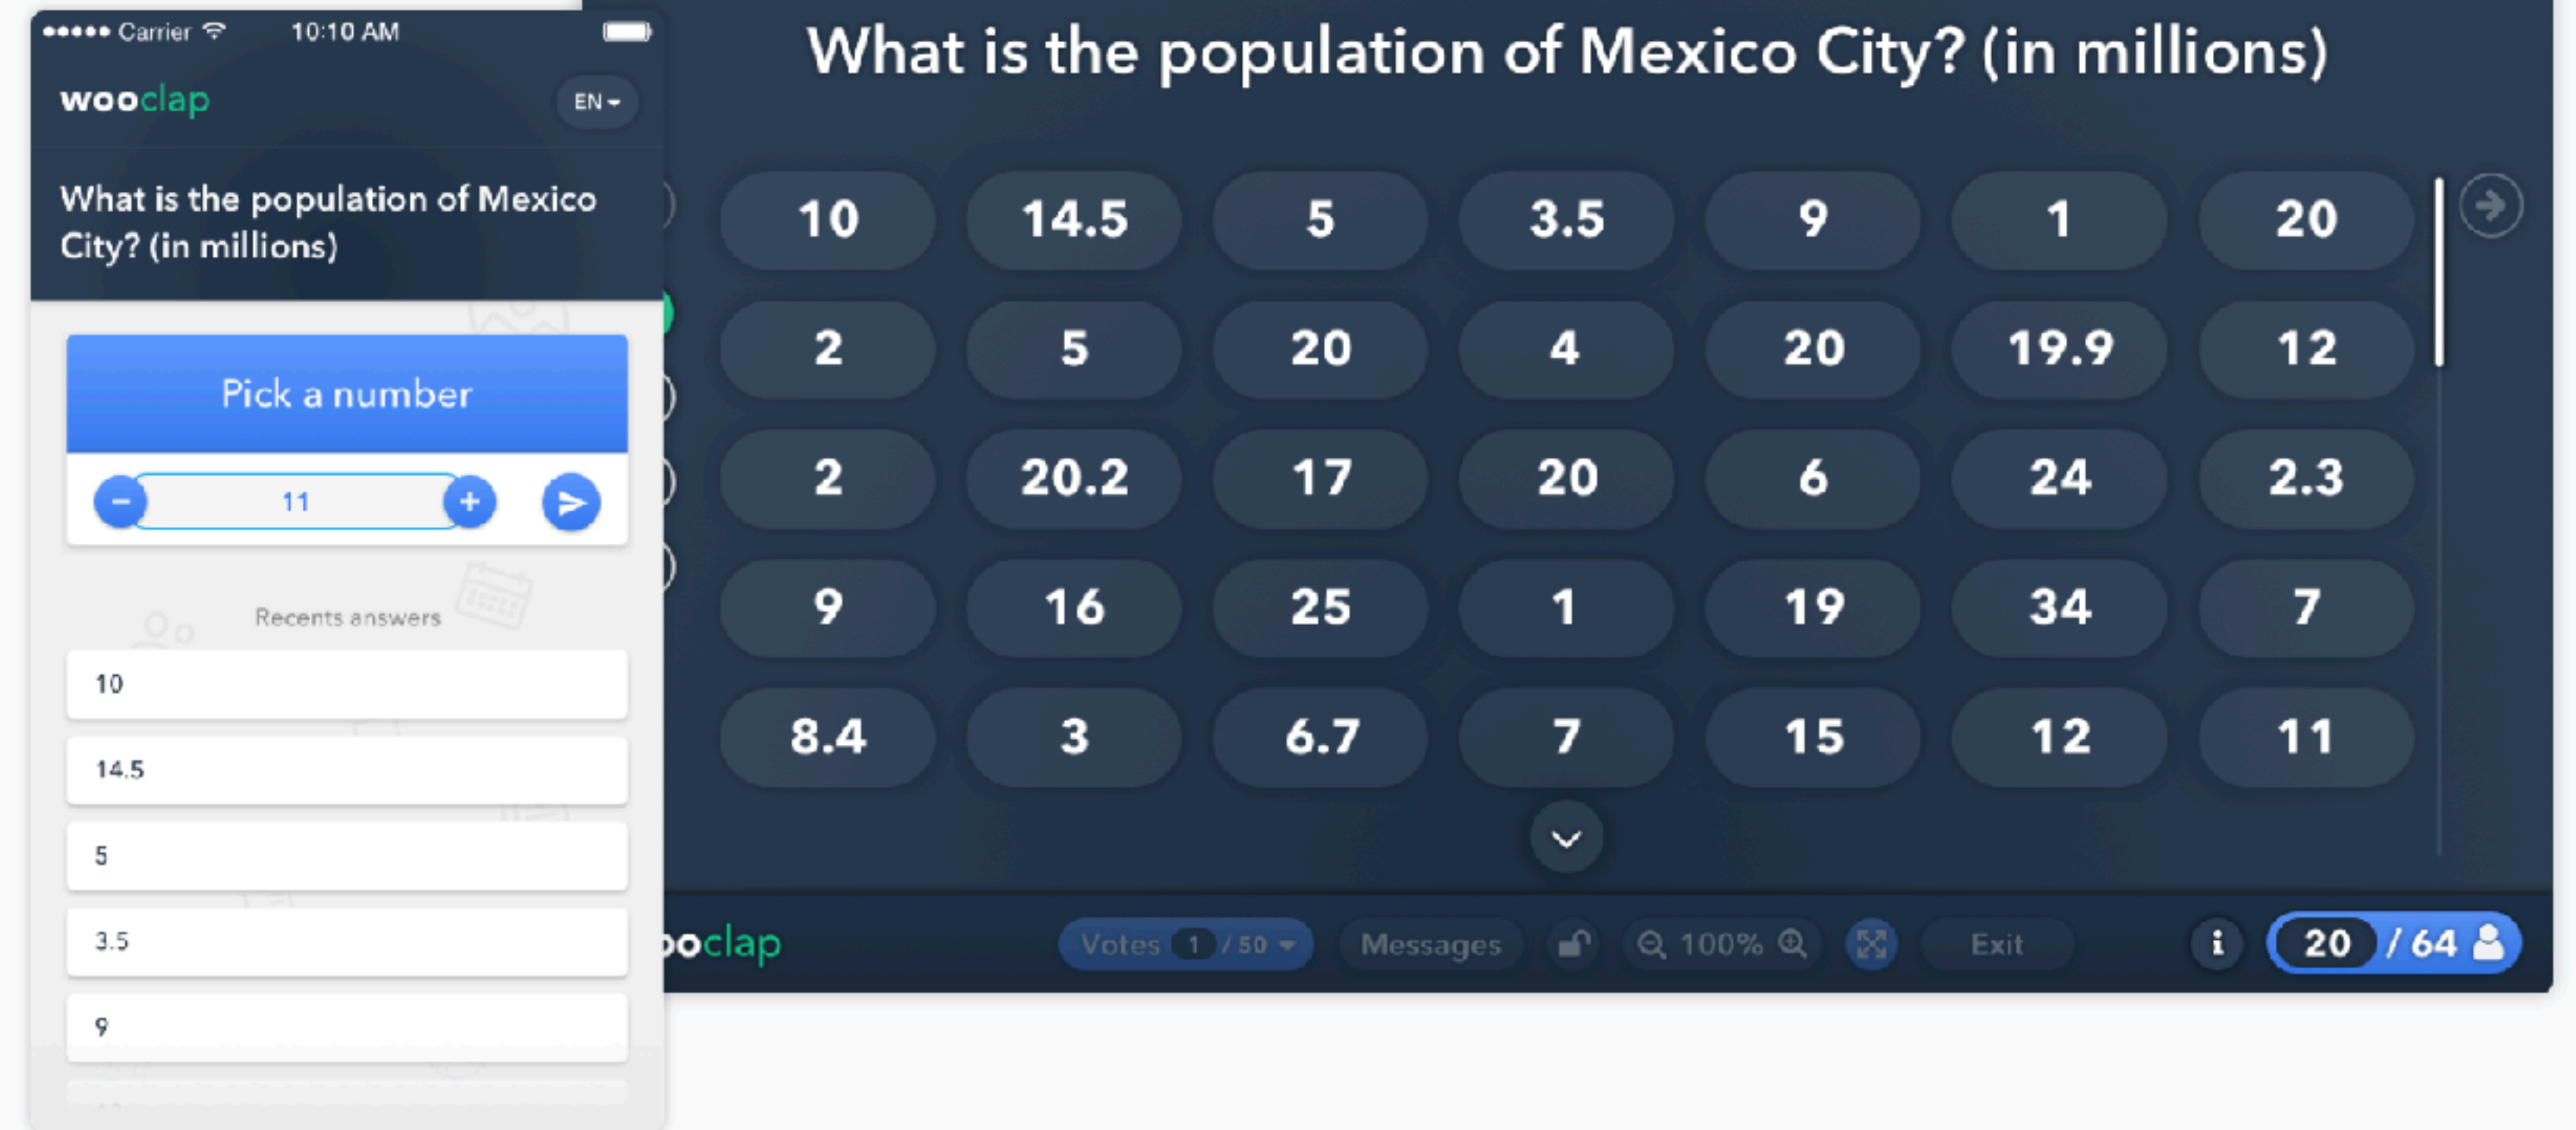 Carrier 10:10 AM
wooclap
EN
What is the population of Mexico
City? (in millions)
Pick a number
− 11 +
Recents answers
10
14.5
5
3.5
9
What is the population of Mexico City? (in millions)
10 14.5 5 3.5 9 1 20
2 5 20 4 20 19.9 12
2 20.2 17 20 6 24 2.3
9 16 25 1 19 34 7
8.4 3 6.7 7 15 12 11
ooclap Votes 1 / 50 Messages 100% Exit i 20 / 64